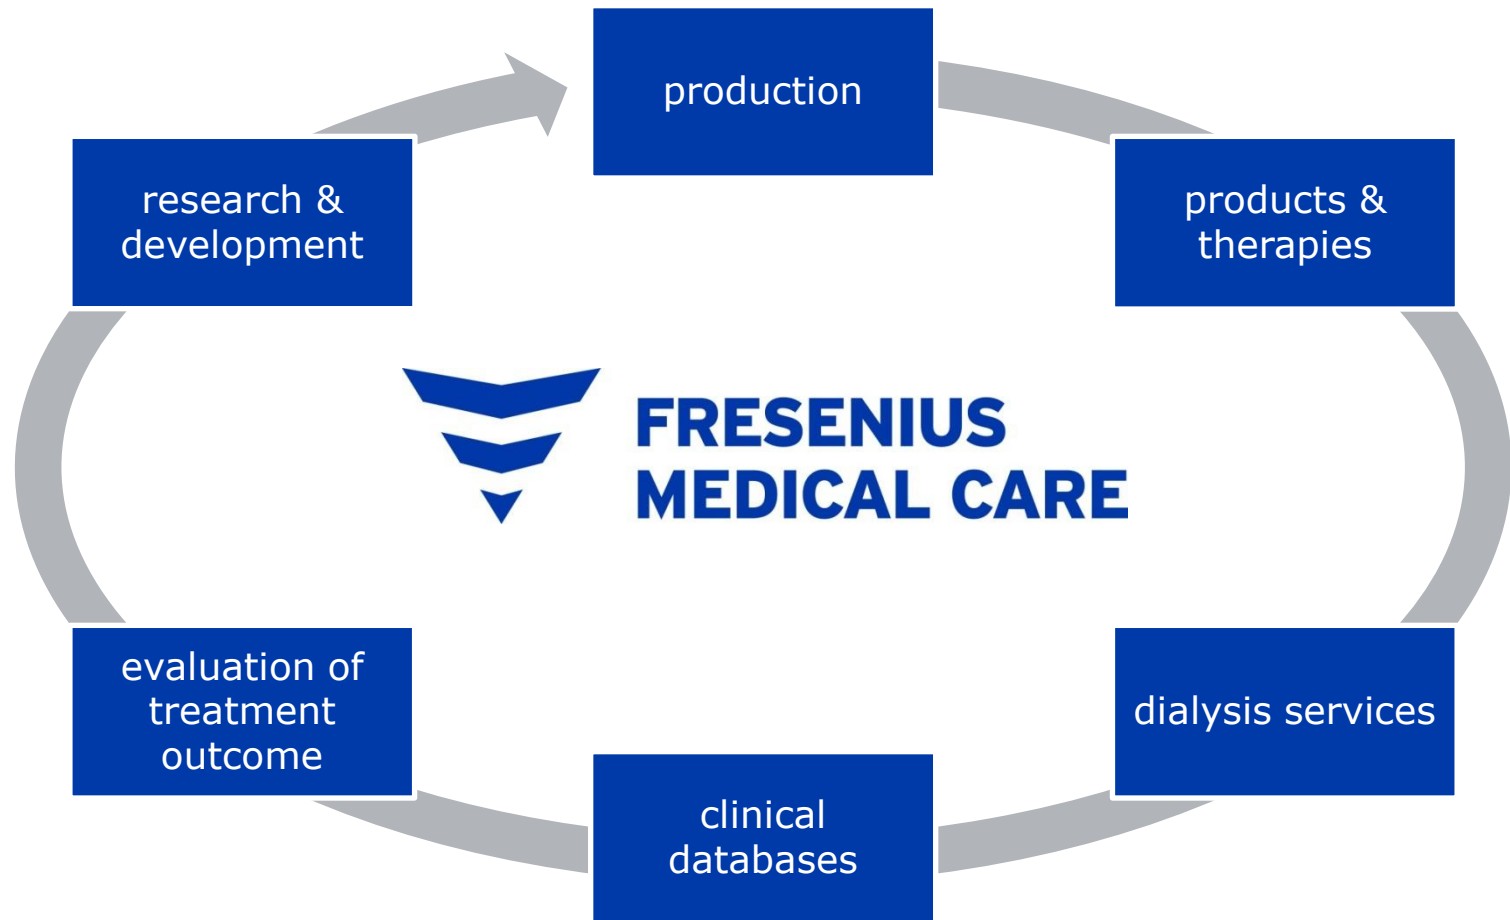 production
products &
therapies
dialysis services
clinical
databases
evaluation of
treatment
outcome
research &
development
FRESENIUS
MEDICAL CARE